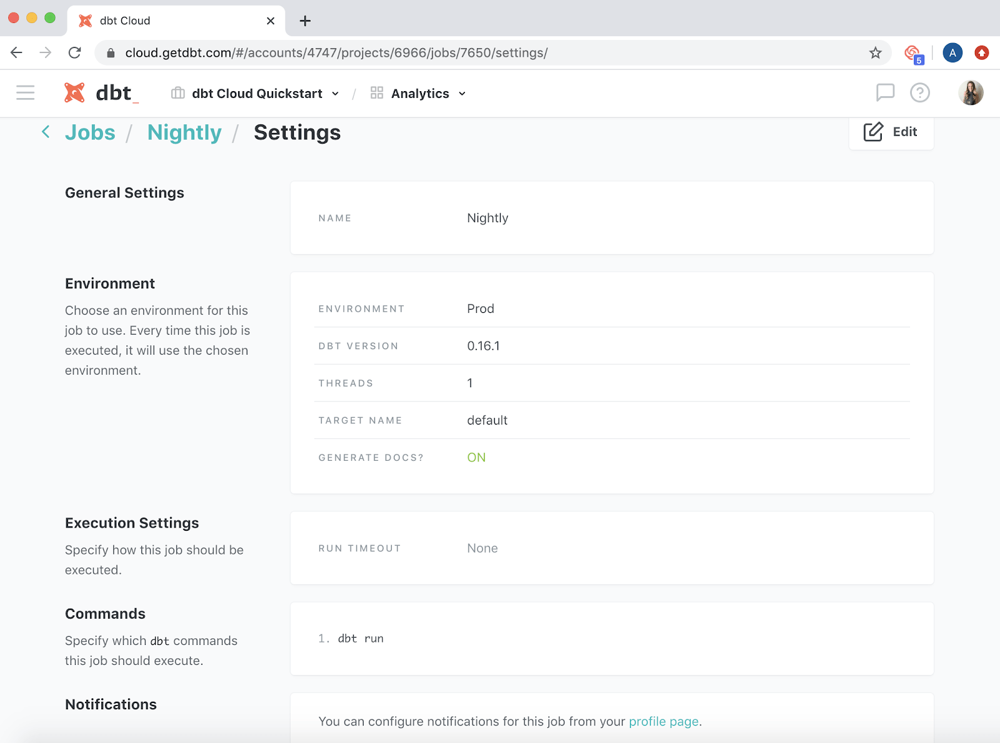 dbt Cloud
cloud.getdbt.com/#/accounts/4747/projects/6966/jobs/7650/settings/
5
A
dbt_
dbt Cloud Quickstart / Analytics
?
Jobs / Nightly / Settings
Edit
General Settings
NAME Nightly
Environment
Choose an environment for this
job to use. Every time this job is
executed, it will use the chosen
environment.
ENVIRONMENT Prod
DBT VERSION 0.16.1
THREADS 1
TARGET NAME default
GENERATE DOCS? ON
Execution Settings
Specify how this job should be
executed.
RUN TIMEOUT None
Commands
Specify which dbt commands
this job should execute.
1. dbt run
Notifications
You can configure notifications for this job from your profile page.